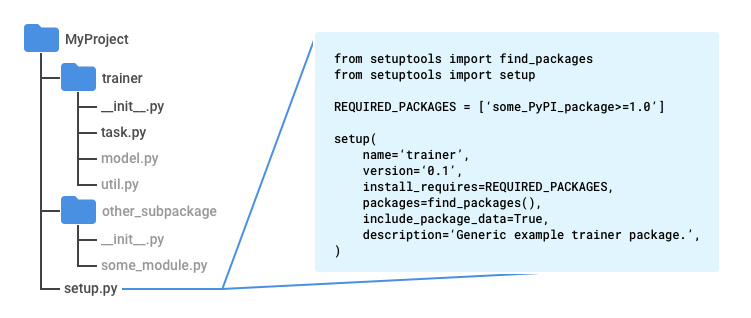 MyProject
trainer
__init__.py
task.py
model.py
util.py
other_subpackage
__init__.py
some_module.py
setup.py
from setuptools import find_packages
from setuptools import setup
REQUIRED_PACKAGES = [‘some_PyPI_package>=1.0’]
setup(
    name=‘trainer’,
    version=‘0.1’,
    install_requires=REQUIRED_PACKAGES,
    packages=find_packages(),
    include_package_data=True,
    description=‘Generic example trainer package.’,
)